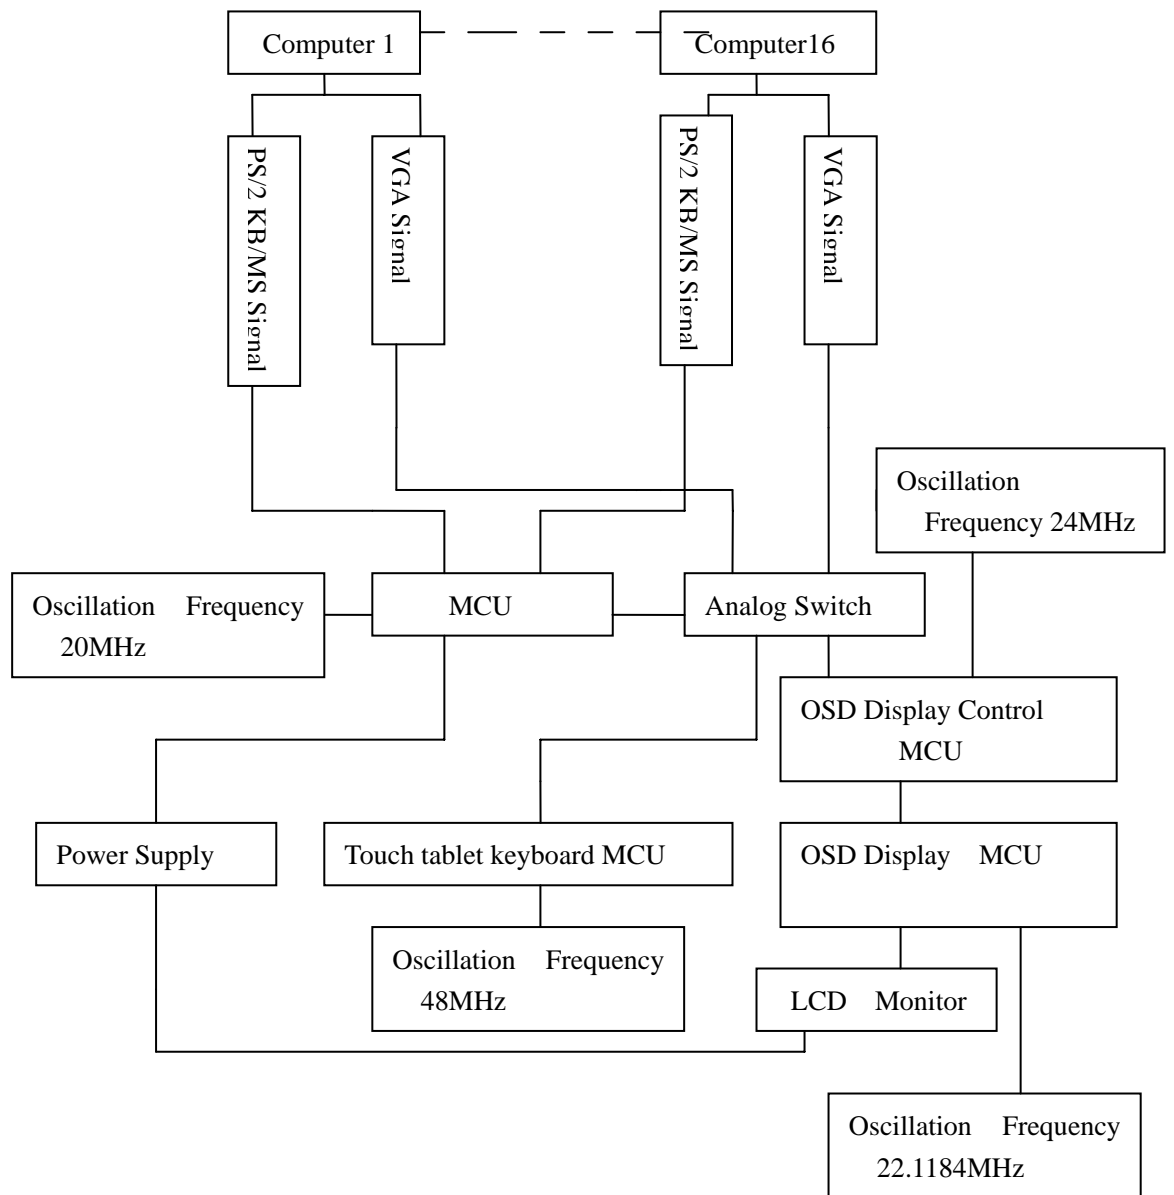 Computer 1
Computer16
PS/2 KB/MS Signal
VGA Signal
PS/2 KB/MS Signal
VGA Signal
Oscillation
Frequency 24MHz
Oscillation Frequency
20MHz
MCU
Analog Switch
OSD Display Control
MCU
Power Supply
Touch tablet keyboard MCU
OSD Display MCU
Oscillation Frequency
48MHz
LCD Monitor
Oscillation Frequency
22.1184MHz